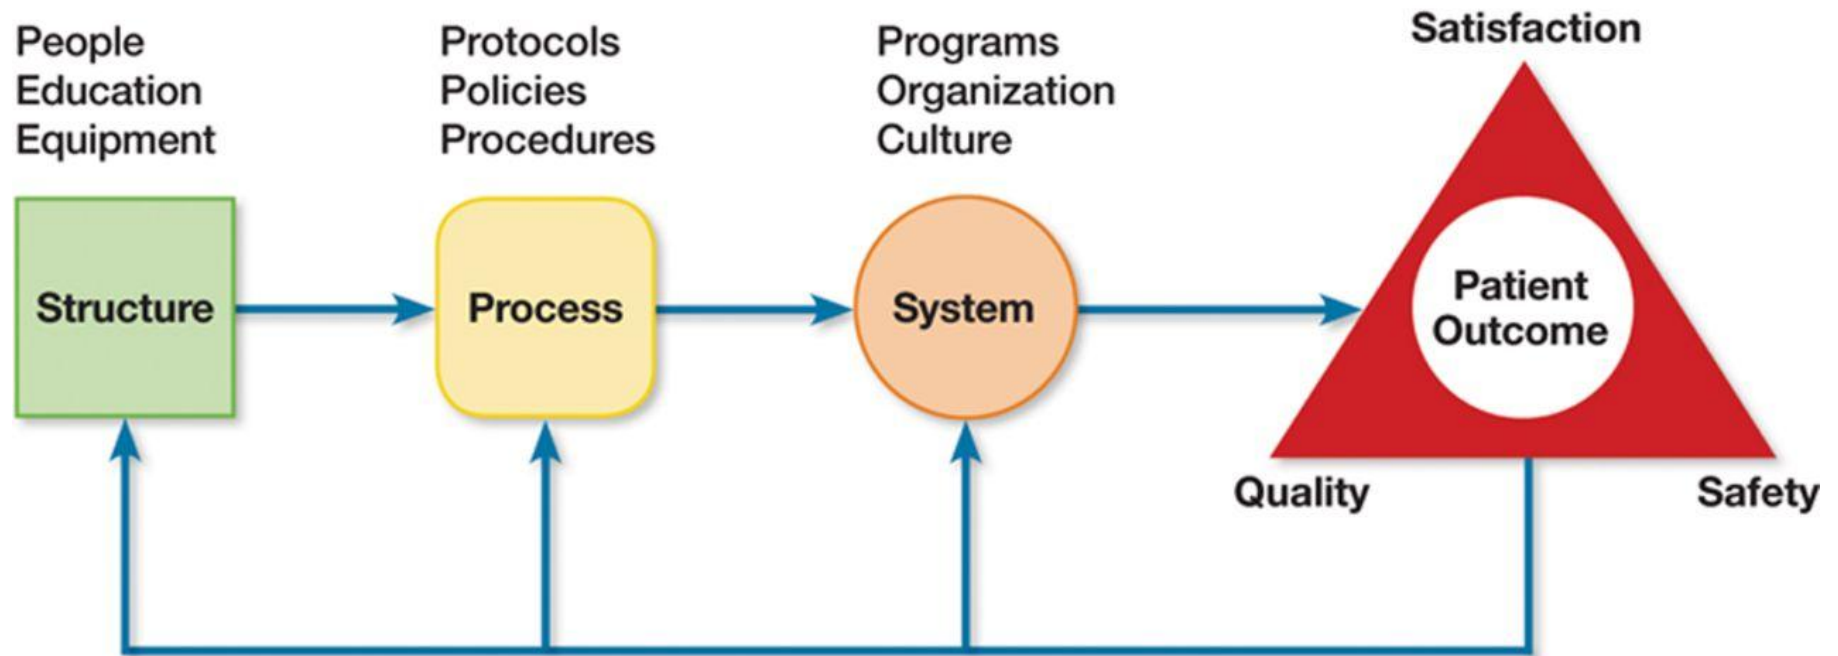 People
Education
Equipment
Protocols
Policies
Procedures
Programs
Organization
Culture
Satisfaction
Structure
Process
System
Patient
Outcome
Quality
Safety